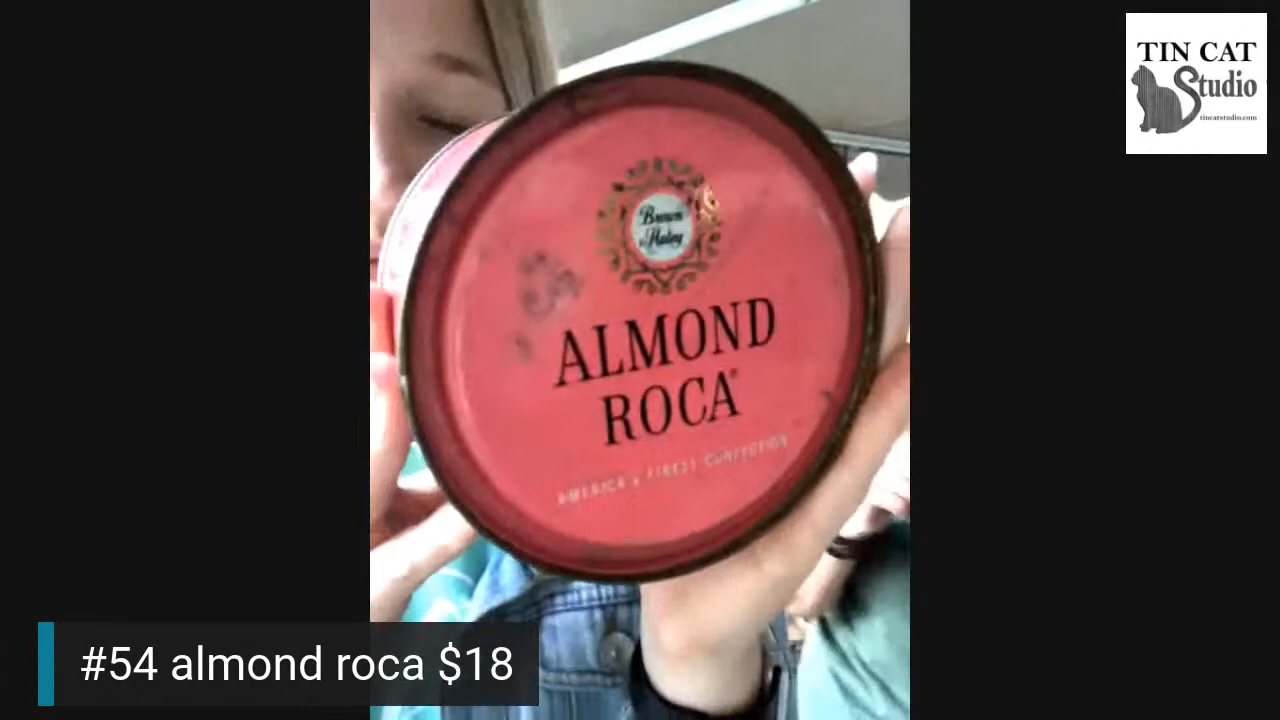 TIN CAT
Studio
tincatstudio.com
Brown
& Haley
ALMOND
ROCA®
AMERICA'S FINEST CONFECTION
#54 almond roca $18